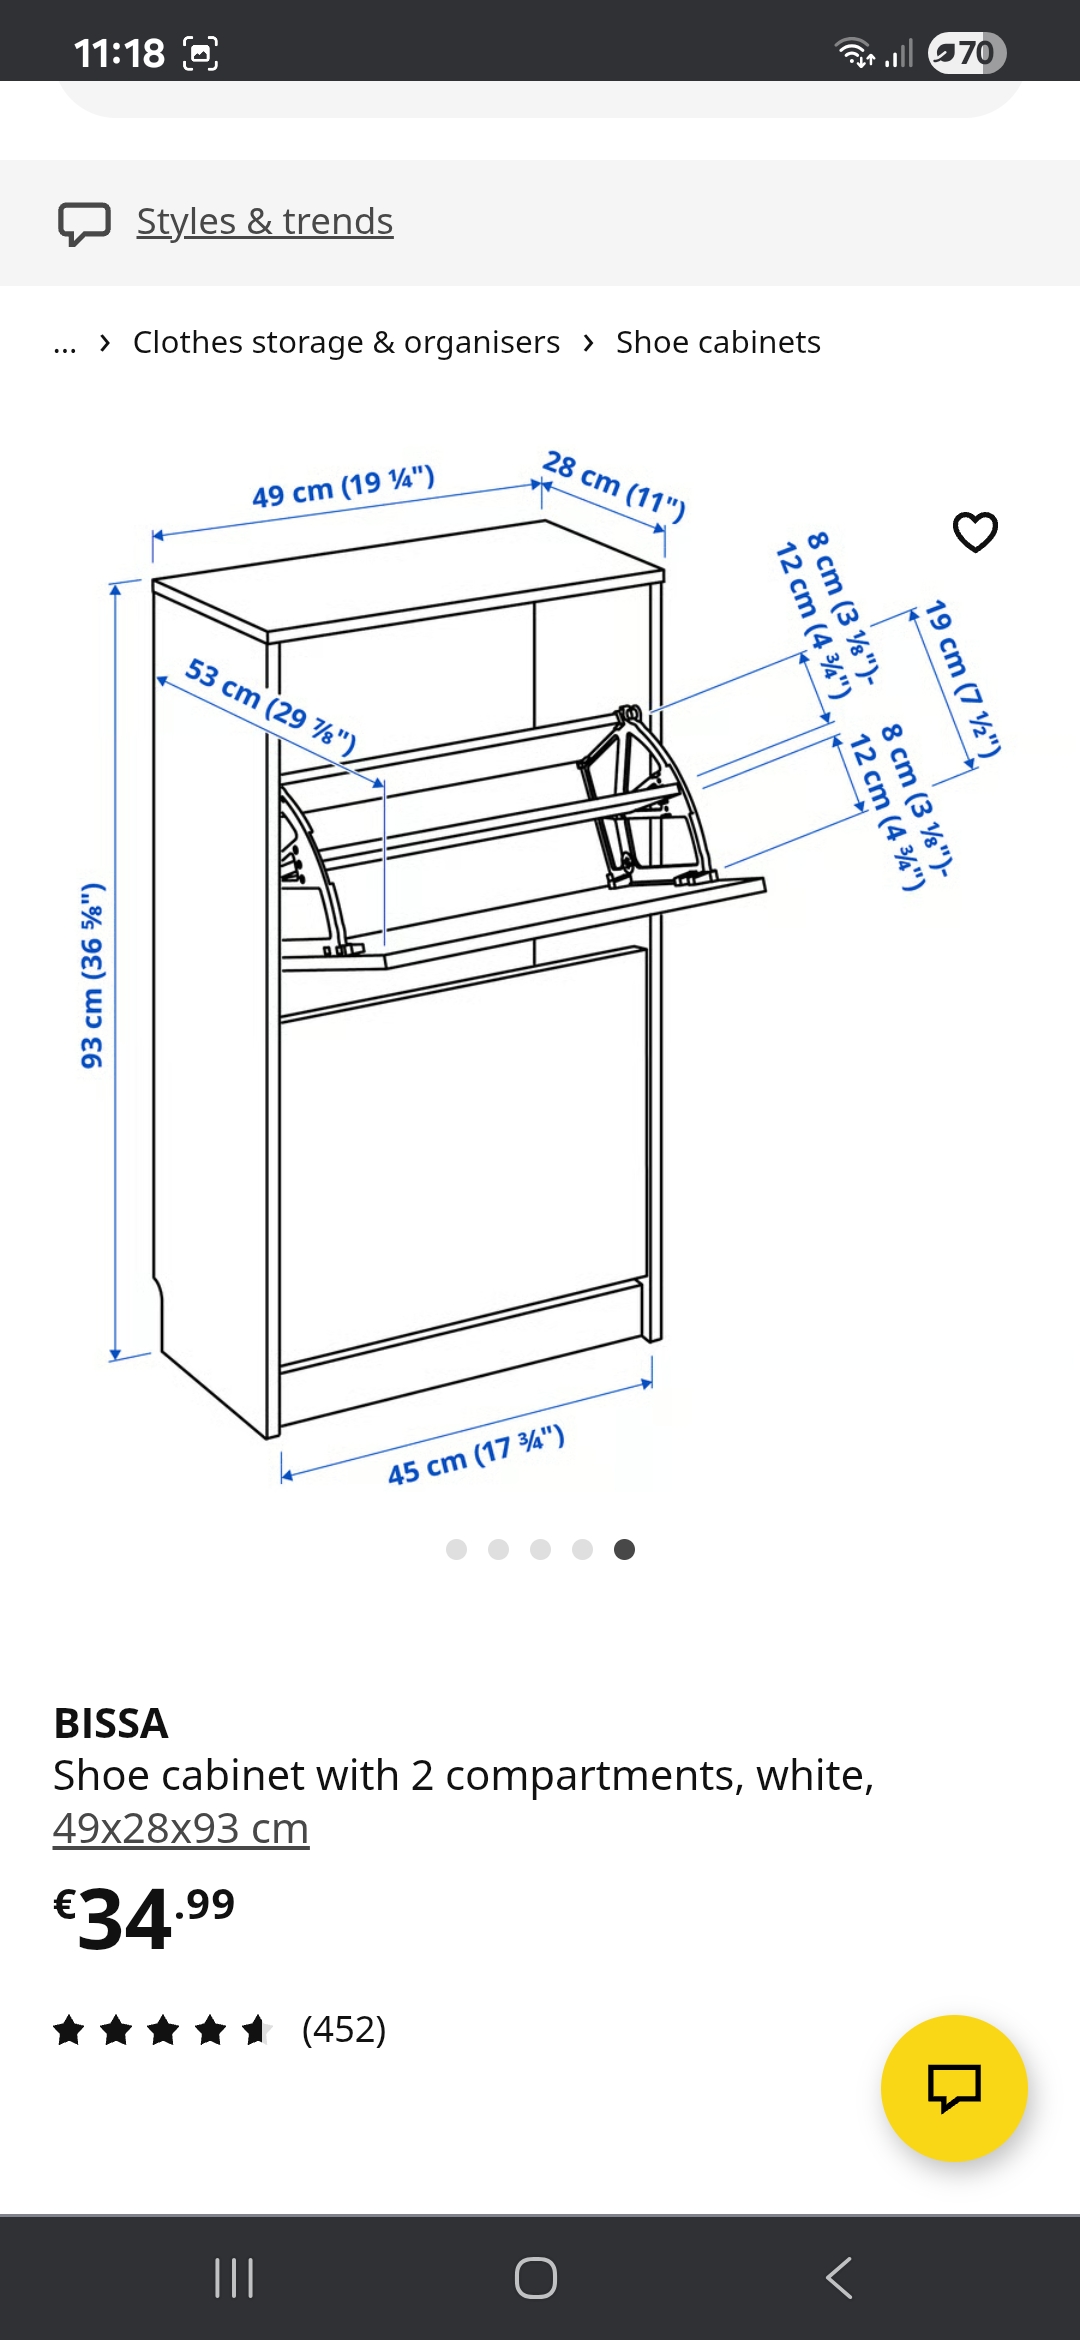 11:18
70
Styles & trends
... › Clothes storage & organisers › Shoe cabinets
49 cm (19 ¼")
28 cm (11")
8 cm (3 ⅛")-
12 cm (4 ¾")
19 cm (7 ½")
53 cm (29 ⅞")
8 cm (3 ⅛")-
12 cm (4 ¾")
93 cm (36 ⅝")
45 cm (17 ¾")
BISSA
Shoe cabinet with 2 compartments, white,
49x28x93 cm
€34.99
(452)